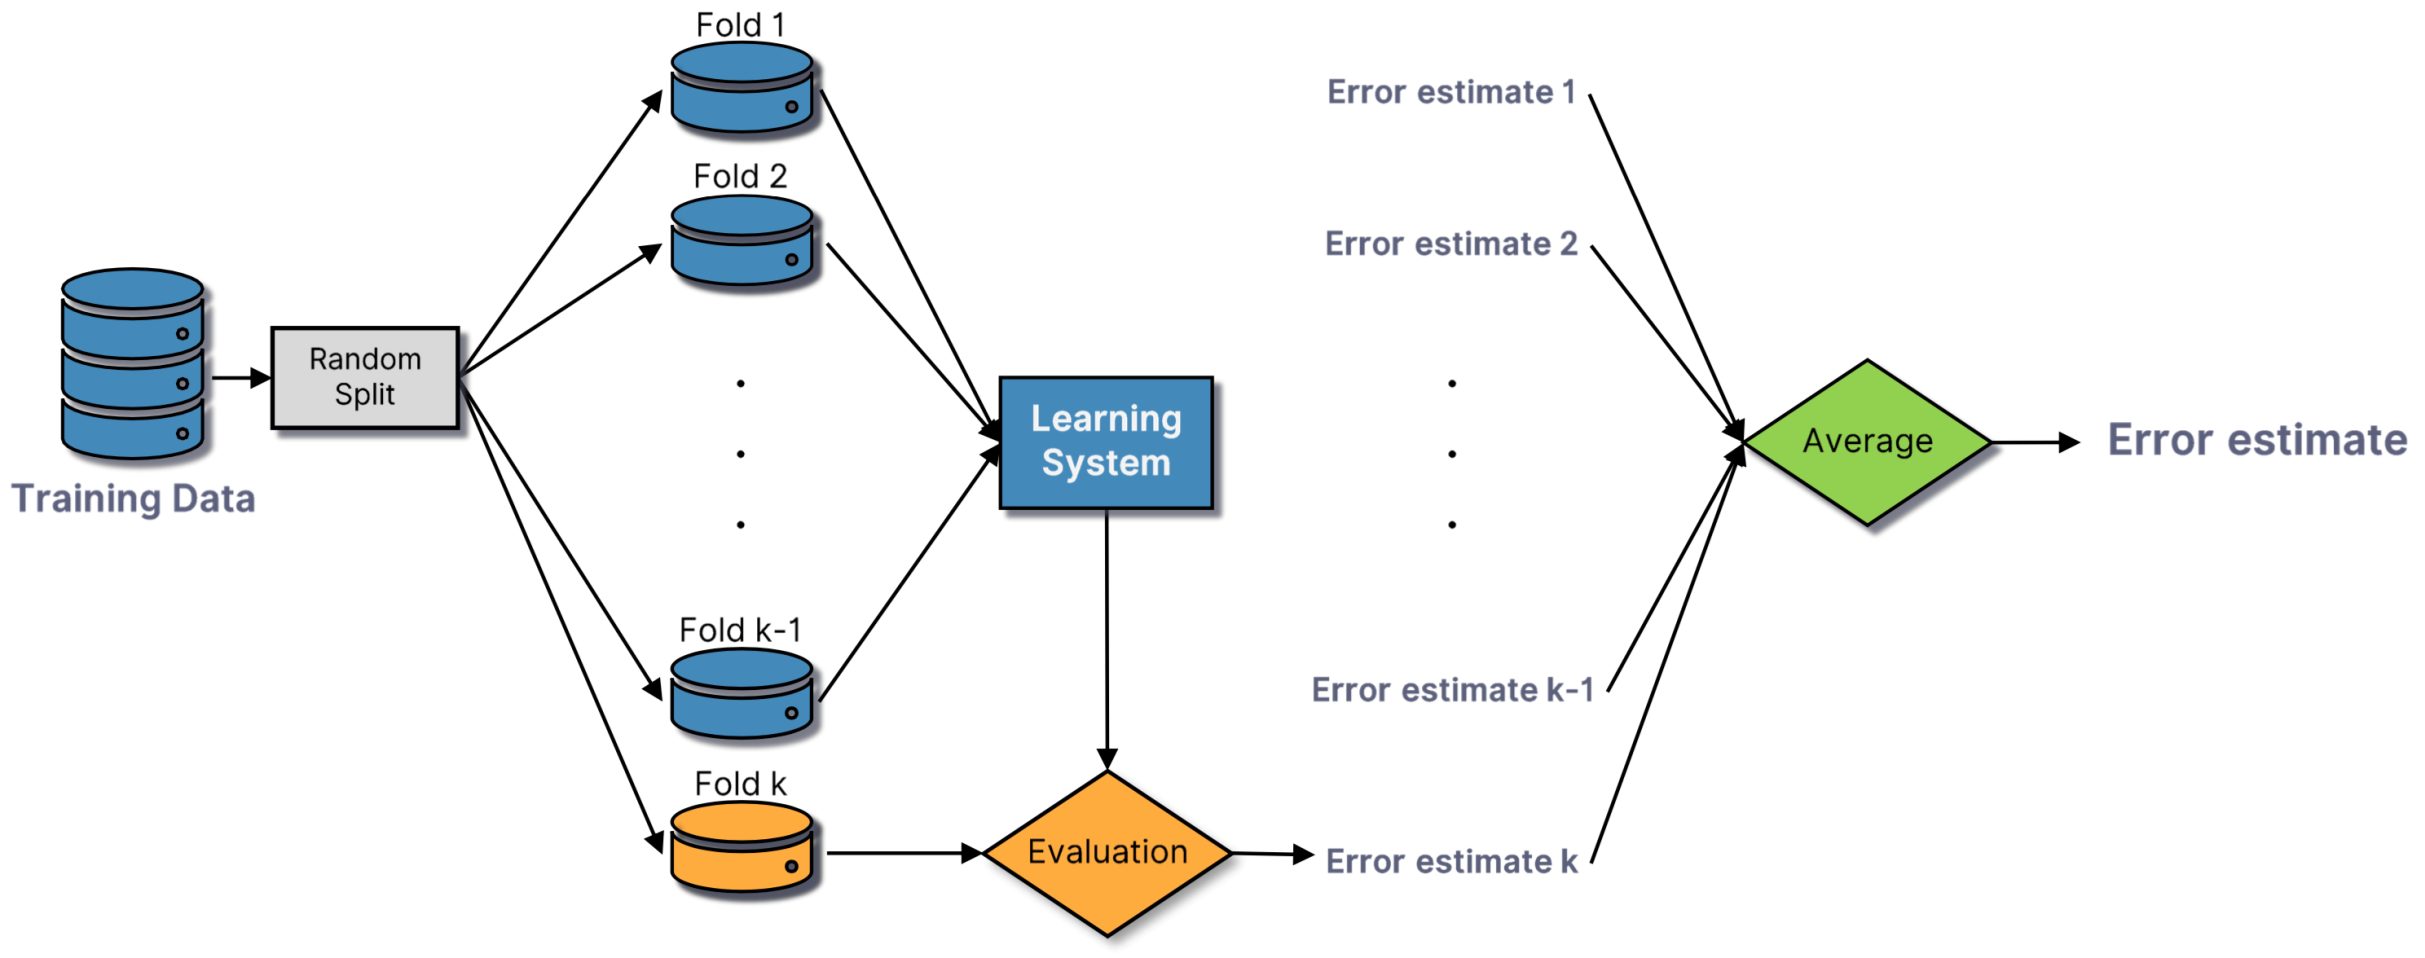 Fold 1
Error estimate 1
Fold 2
Error estimate 2
Random
Split
Learning
System
Average
Error estimate
Training Data
Fold k-1
Error estimate k-1
Fold k
Evaluation
Error estimate k